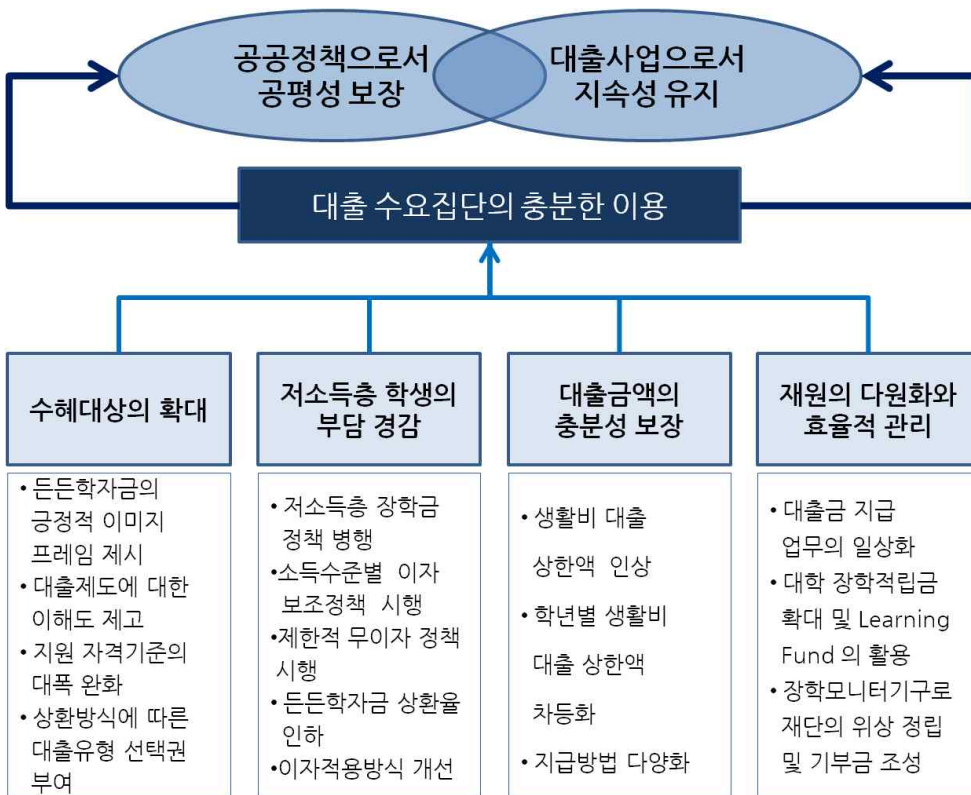 공공정책으로서
공평성 보장
대출사업으로서
지속성 유지
대출 수요집단의 충분한 이용
수혜대상의 확대
• 든든학자금의
긍정적 이미지
프레임 제시
• 대출제도에 대한
이해도 제고
• 지원 자격기준의
대폭 완화
• 상환방식에 따른
대출유형 선택권
부여
저소득층 학생의
부담 경감
• 저소득층 장학금
정책 병행
•소득수준별 이자
보조정책 시행
•제한적 무이자 정책
시행
• 든든학자금 상환율
인하
•이자적용방식 개선
대출금액의
충분성 보장
• 생활비 대출
상한액 인상
• 학년별 생활비
대출 상한액
차등화
• 지급방법 다양화
재원의 다원화와
효율적 관리
• 대출금 지급
업무의 일상화
• 대학 장학적립금
확대 및 Learning
Fund 의 활용
• 장학모니터기구로
재단의 위상 정립
및 기부금 조성